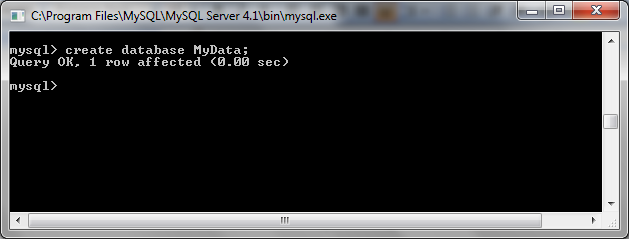 C:\Program Files\MySQL\MySQL Server 4.1\bin\mysql.exe
mysql> create database MyData;
Query OK, 1 row affected (0.00 sec)
mysql>